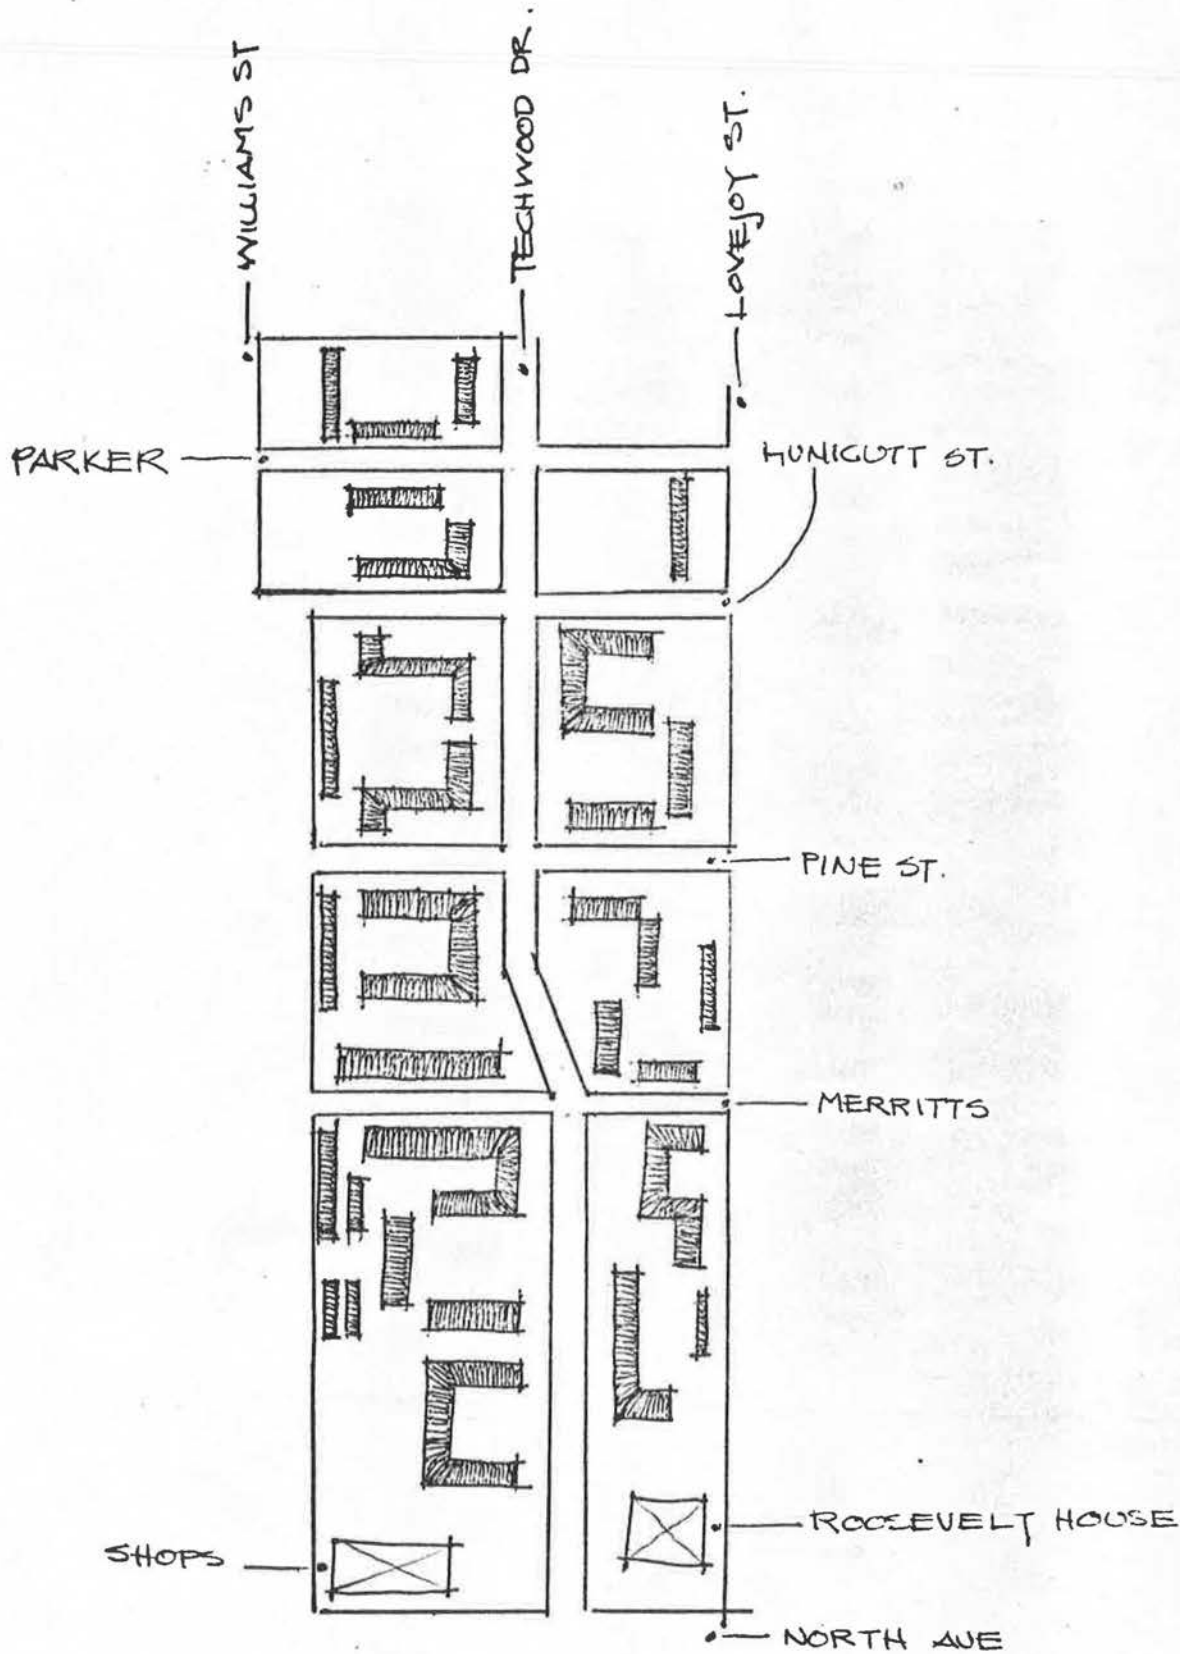 WILLIAMS ST
TECHWOOD DR.
LOVEJOY ST.
PARKER
HUNICUTT ST.
PINE ST.
MERRITTS
ROOSEVELT HOUSE
SHOPS
NORTH AVE